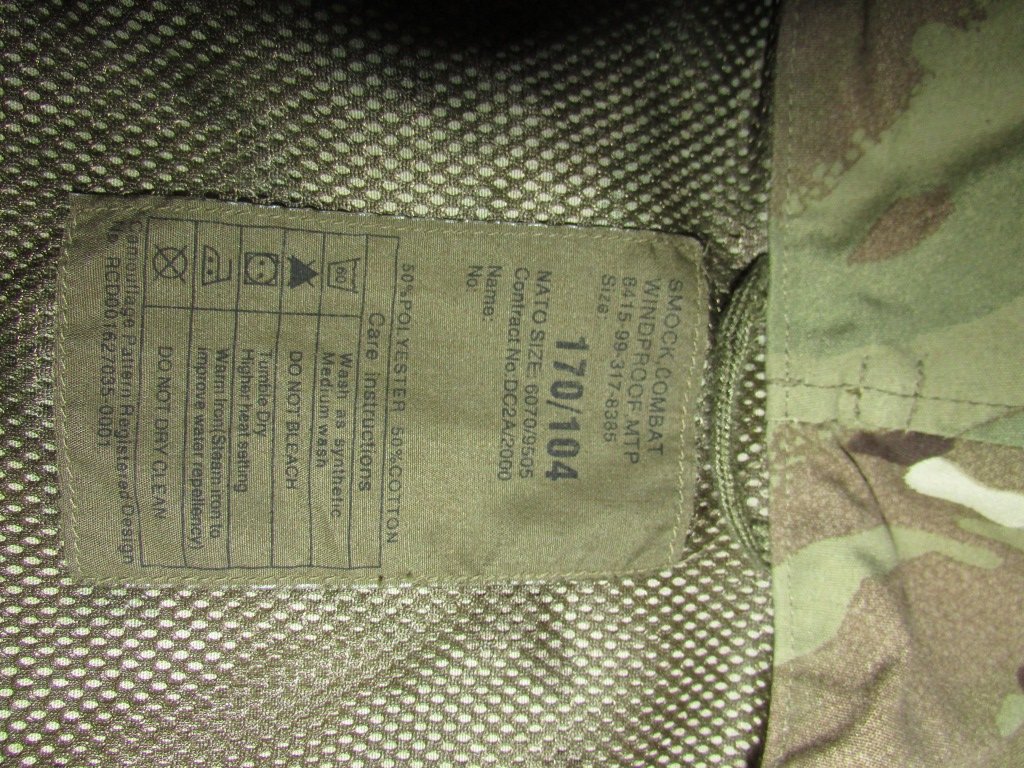 SMOCK,COMBAT
WINDPROOF,MTP
8415-99-317-8385
Size:
170/104
NATO SIZE:6070/9505
Contract No.DC2A/2000
Name:
No:
50%POLYESTER 50%COTTON
Care Instructions
60
Wash as synthetic
Medium wash
DO NOT BLEACH
Tumble Dry
Higher heat setting
Warm Iron(Steam iron to
improve water repellency)
DO NOT DRY CLEAN
Camouflage Pattern Registerad Design
No RCD001627035-0001